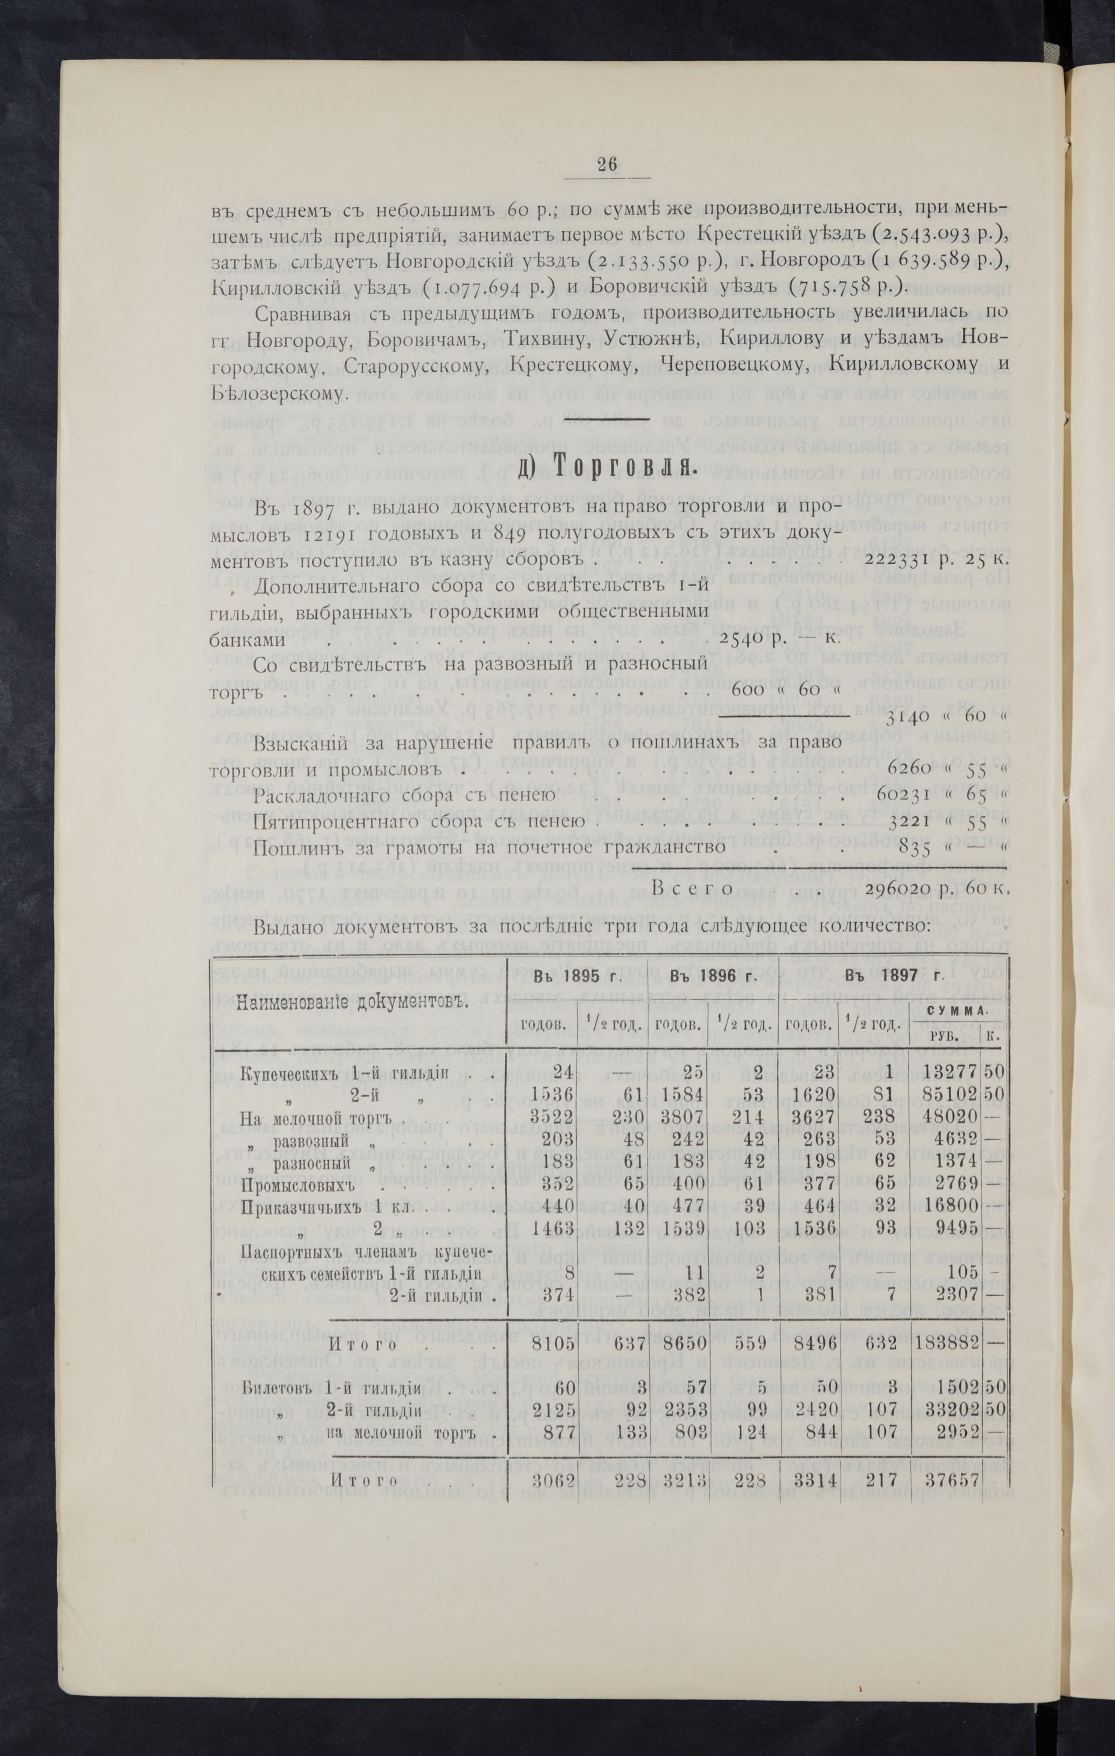 26
въ среднемъ съ небольшимъ 60 р.; по суммѣ же производительности, при мень-
шемъ числѣ предпріятій, занимаетъ первое мѣсто Крестецкій уѣздъ (2.543.093 р.),
затѣмъ слѣдуетъ Новгородскій уѣздъ (2.133.550 р.), г. Новгородъ (1 639.589 р.),
Кирилловскій уѣздъ (1.077.694 р.) и Боровичскій уѣздъ (715.758 р.).
Сравнивая съ предыдущимъ годомъ, производительность увеличилась по
гг. Новгороду, Боровичамъ, Тихвину, Устюжнѣ, Кириллову и уѣздамъ Нов-
городскому, Старорусскому, Крестецкому, Череповецкому, Кирилловскому и
Бѣлозерскому.
д) Торговля.
Въ 1897 г. выдано документовъ на право торговли и про-
мысловъ 12191 годовыхъ и 849 полугодовыхъ съ этихъ доку-
ментовъ поступило въ казну сборовъ . . . . . . . . . 222331 р. 25 к.
Дополнительнаго сбора со свидѣтельствъ 1-й
гильдіи, выбранныхъ городскими общественными
банками . . . . . . . . . . . . . . 2540 р. — к.
Со свидѣтельствъ на развозный и разносный
торгъ . . . . . . . . . . . . . . . . 600 « 60 «
3140 « 60 «
Взысканій за нарушеніе правилъ о пошлинахъ за право
торговли и промысловъ . . . . . . . . . . . . . 6260 « 55 «
Раскладочнаго сбора съ пенею . . . . . . . 60231 « 65 «
Пятипроцентнаго сбора съ пенею . . . . . . . . 3221 « 55 «
Пошлинъ за грамоты на почетное гражданство . . 835 « — «
Всего . . . 296020 р. 60 к.
Выдано документовъ за послѣдніе три года слѣдующее количество:
Наименованіе документовъ. Въ 1895 г. Въ 1896 г. Въ 1897 г.
годов. 1/2 год. годов. 1/2 год. годов. 1/2 год. СУММА.
РУБ. К.
Купеческихъ 1-й гильдіи . . 24 — 25 2 23 1 13277 50
„ 2-й „ . . 1536 61 1584 53 1620 81 85102 50
На мелочной торгъ . . . . 3522 230 3807 214 3627 238 48020 —
„ развозный „ . . . . 203 48 242 42 263 53 4632 —
„ разносный „ . . . . 183 61 183 42 198 62 1374 —
Промысловыхъ . . . . . 352 65 400 61 377 65 2769 —
Приказчичьихъ 1 кл. . . . . 440 40 477 39 464 32 16800 —
„ 2 „ . . . 1463 132 1539 103 1536 93 9495 —
Паспортныхъ членамъ купече-
скихъ семействъ 1-й гильдіи . 8 — 11 2 7 — 105 —
2-й гильдіи . 374 — 382 1 381 7 2307 —
Итого . . . 8105 637 8650 559 8496 632 183882 —
Билетовъ 1-й гильдіи . . . 60 3 57 5 50 3 1502 50
„ 2-й гильдіи . . 2125 92 2353 99 2420 107 33202 50
„ на мелочной торгъ . 877 133 803 124 844 107 2952 —
Итого . . . 3062 228 3213 228 3314 217 37657